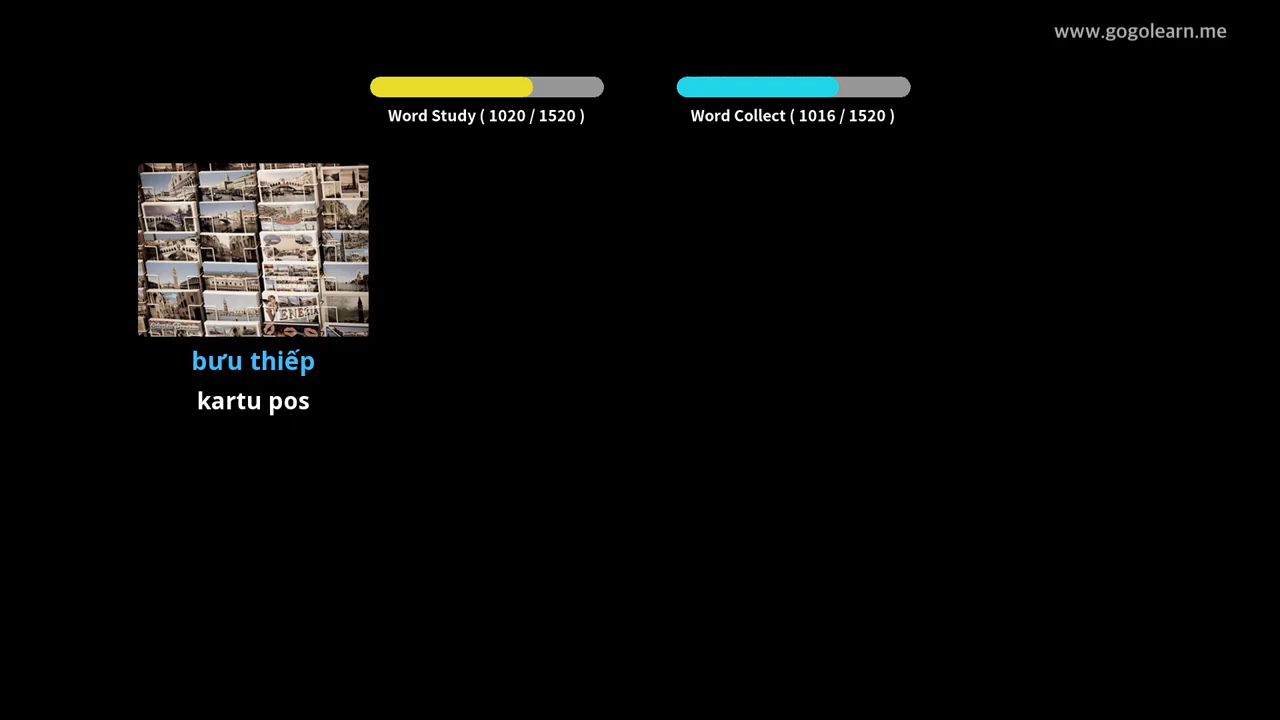 www.gogolearn.me
Word Study ( 1020 / 1520 )
Word Collect ( 1016 / 1520 )
bưu thiếp
kartu pos